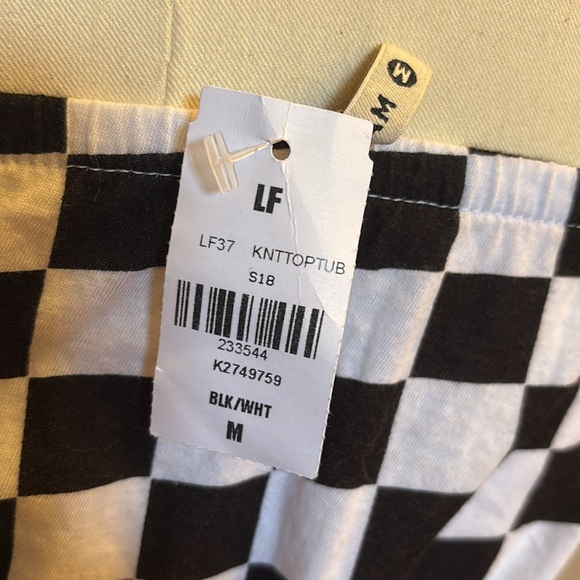 M
LF
LF37 KNTTOPTUB
S18
233544
K2749759
BLK/WHT
M